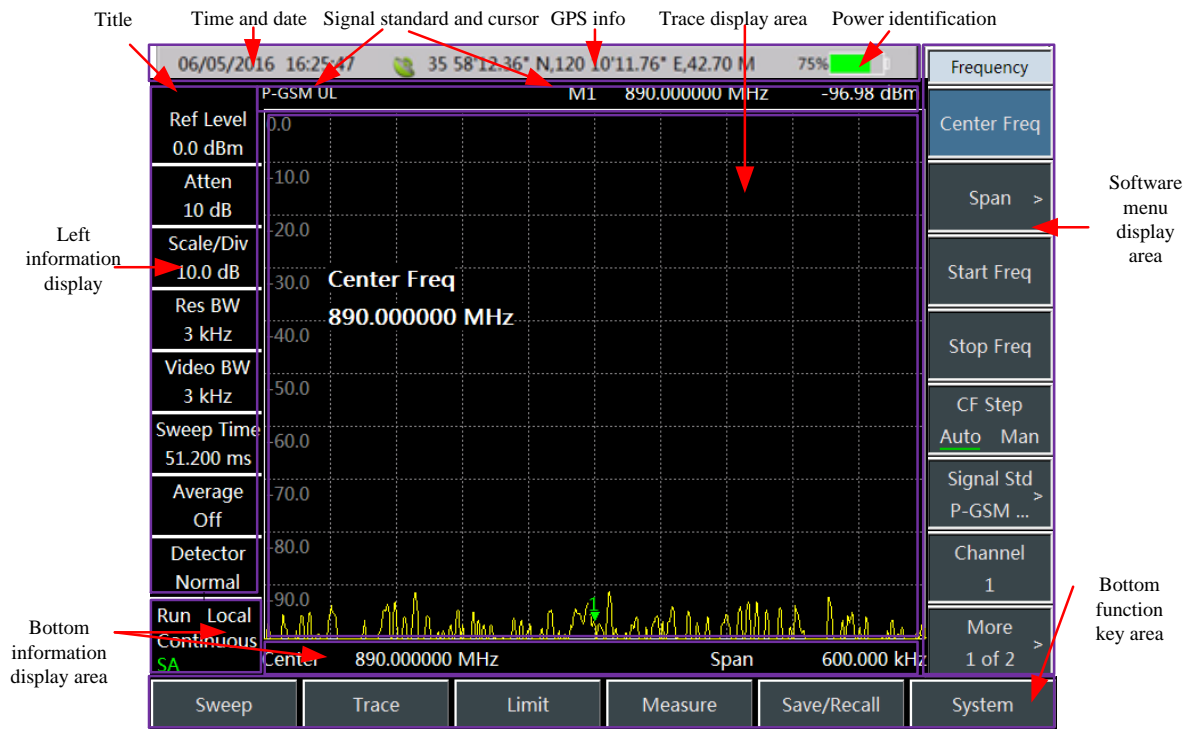 Title
Time and date
Signal standard and cursor
GPS info
Trace display area
Power identification
06/05/2016 16:25:47
35 58'12.36" N,120 10'11.76" E,42.70 M
75%
Frequency
P-GSM UL
M1 890.000000 MHz -96.98 dBm
Ref Level
0.0 dBm
Atten
10 dB
Scale/Div
10.0 dB
Res BW
3 kHz
Video BW
3 kHz
Sweep Time
51.200 ms
Average
Off
Detector
Normal
Run Local
Continuous
SA
0.0
-10.0
-20.0
-30.0
-40.0
-50.0
-60.0
-70.0
-80.0
-90.0
Center Freq
890.000000 MHz
1
Center 890.000000 MHz
Span 600.000 kHz
Center Freq
Span >
Start Freq
Stop Freq
CF Step
Auto Man
Signal Std >
P-GSM ...
Channel
1
More >
1 of 2
Sweep
Trace
Limit
Measure
Save/Recall
System
Left
information
display
Bottom
information
display area
Software
menu
display
area
Bottom
function
key area